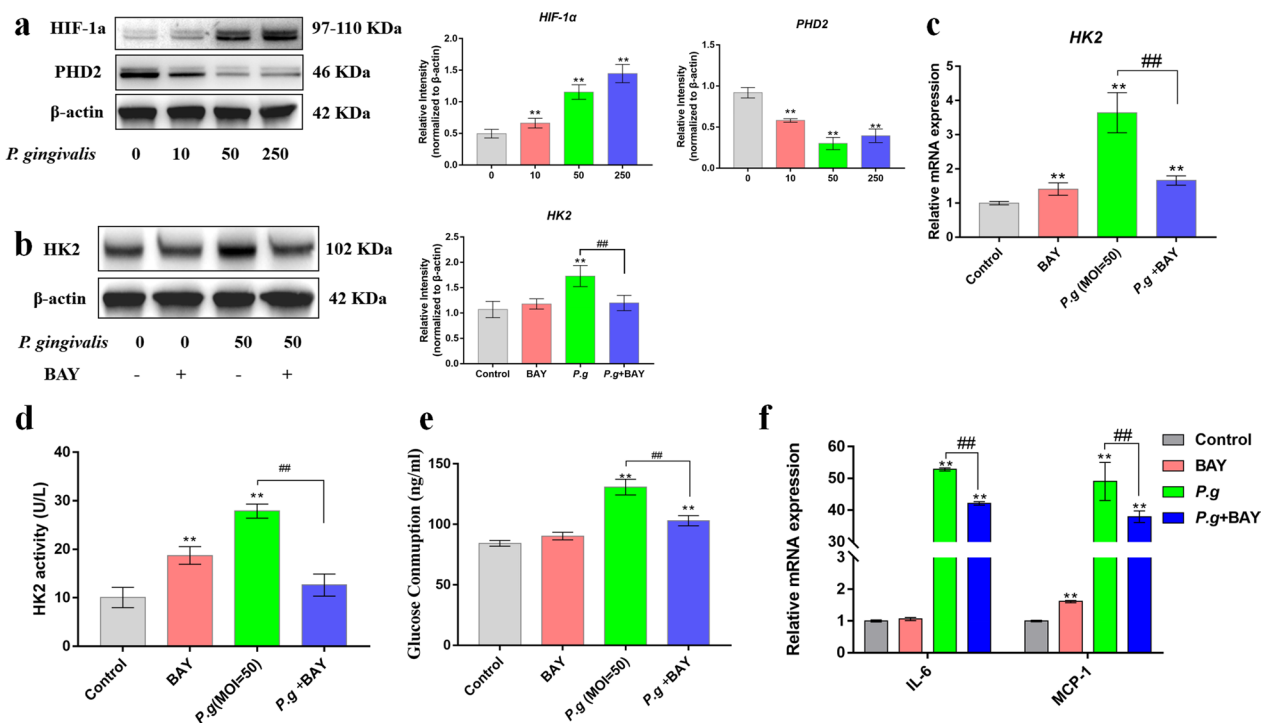 a
HIF-1a
97-110 KDa
PHD2
46 KDa
β-actin
42 KDa
P. gingivalis
0 10 50 250
HIF-1α
Relative Intensity
(normalized to β-actin)
2.0
1.5
1.0
0.5
0.0
**
**
**
0 10 50 250
PHD2
Relative Intensity
(normalized to β-actin)
1.5
1.0
0.5
0.0
**
**
**
0 10 50 250
c
HK2
Relative mRNA expression
5
4
3
2
1
0
**
**
##
**
Control
BAY
P.g (MOI=50)
P.g +BAY
b
HK2
102 KDa
β-actin
42 KDa
P. gingivalis 0 0 50 50
BAY - + - +
HK2
Relative Intensity
(normalized to β-actin)
2.5
2.0
1.5
1.0
0.5
0.0
##
**
Control BAY P.g P.g+BAY
d
HK2 activity (U/L)
40
30
20
10
0
**
**
##
Control
BAY
P.g(MOI=50)
P.g +BAY
e
Glucose Comnuption (ng/ml)
150
100
50
0
**
##
**
Control
BAY
P.g (MOI=50)
P.g +BAY
f
Relative mRNA expression
60
50
40
30
2
1
0
**
##
**
**
**
##
**
IL-6
MCP-1
Control
BAY
P.g
P.g+BAY